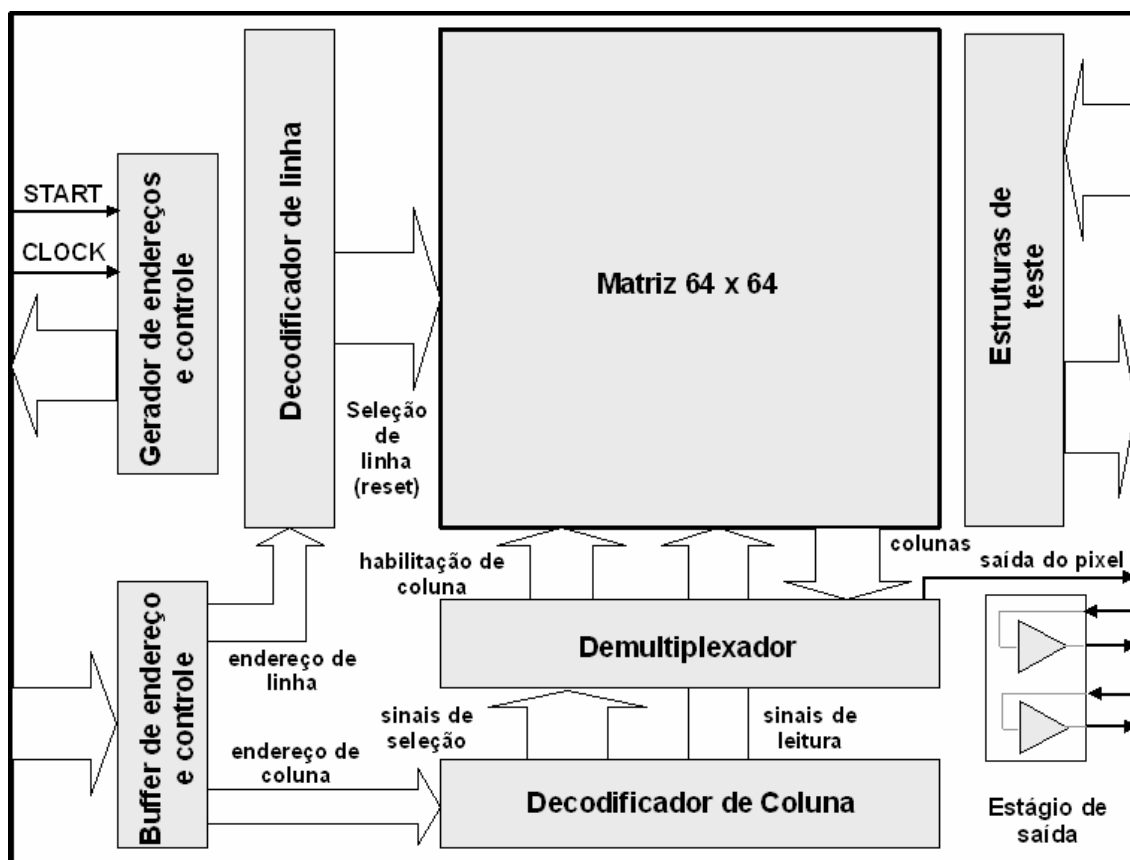 START
CLOCK
Gerador de endereços
e controle
Decodificador de linha
Seleção
de
linha
(reset)
Matriz 64 x 64
Estruturas de
teste
habilitação de
coluna
colunas
saída do pixel
Buffer de endereço
e controle
endereço de
linha
Demultiplexador
sinais de
seleção
sinais de
leitura
endereço de
coluna
Decodificador de Coluna
Estágio de
saída